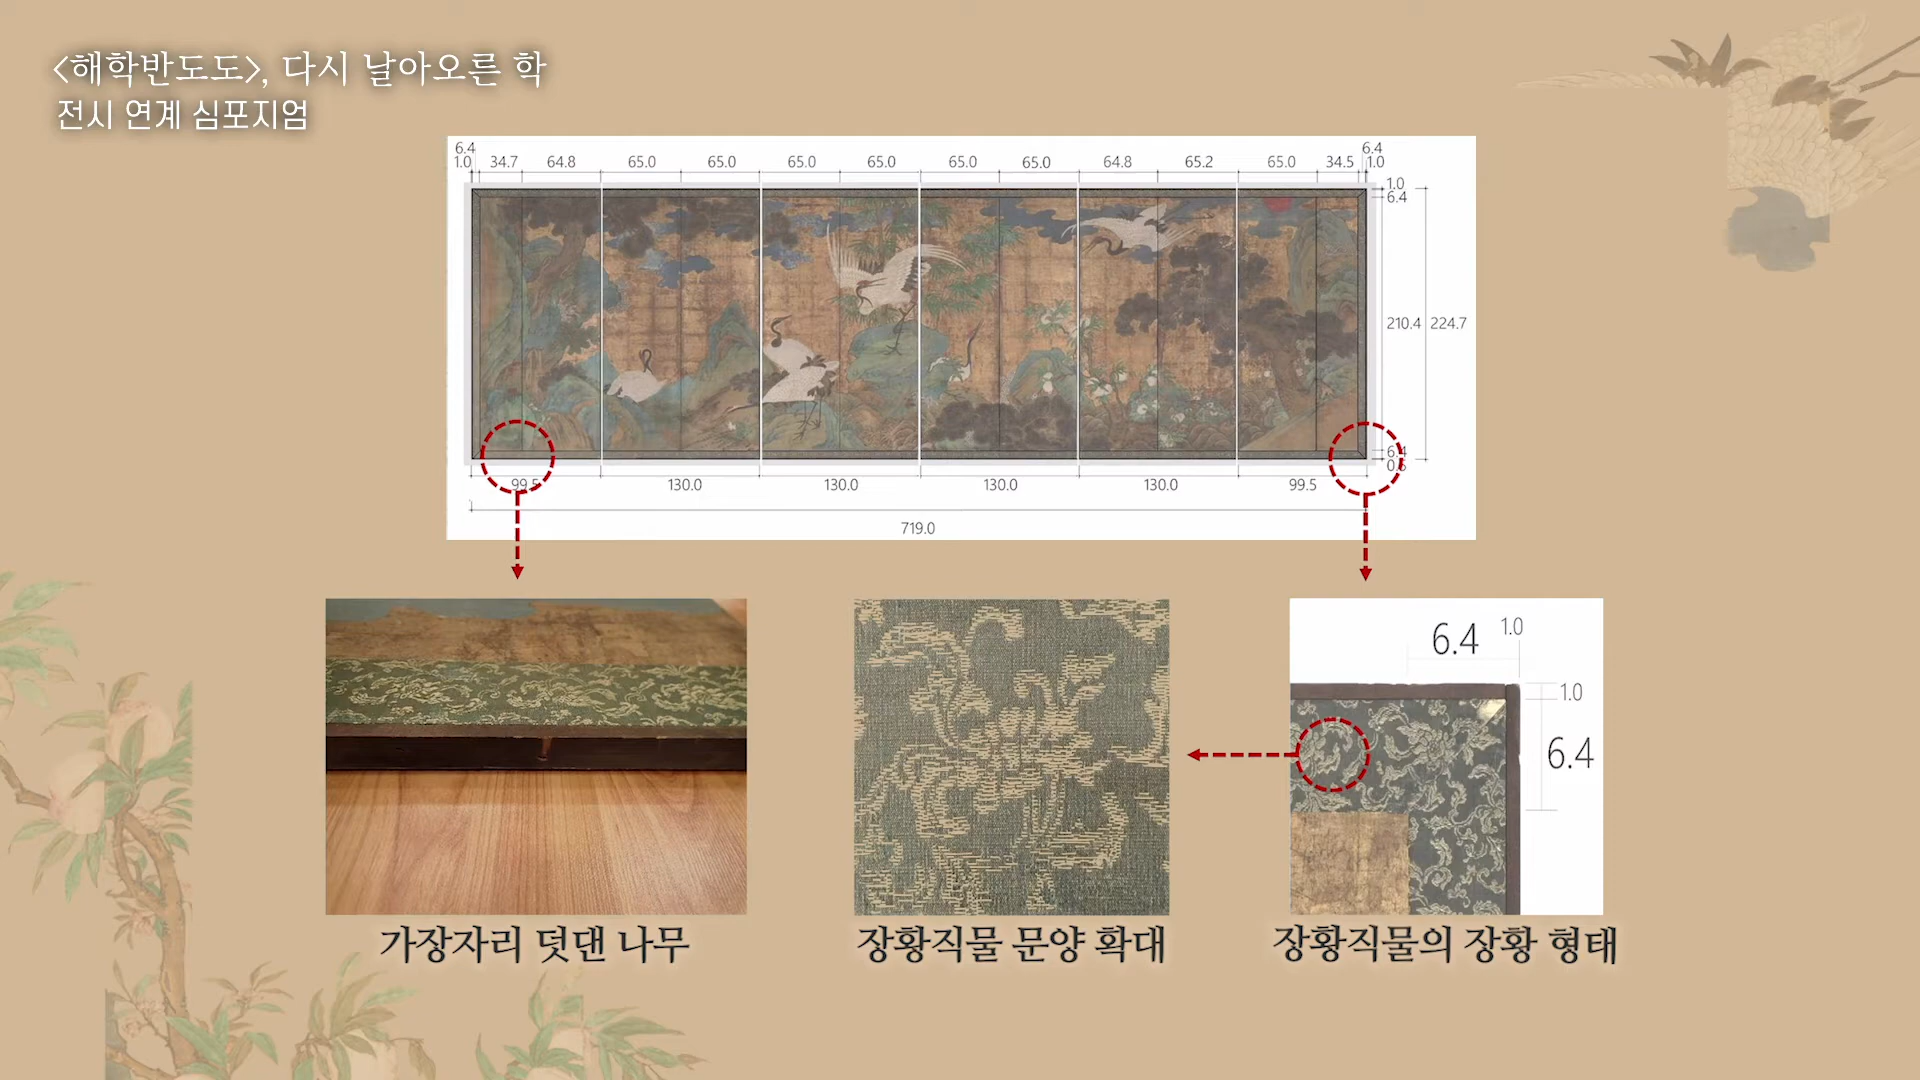 <해학반도도>, 다시 날아오른 학
전시 연계 심포지엄
6.4 6.4
1.0 34.7 64.8 65.0 65.0 65.0 65.0 65.0 65.0 64.8 65.2 65.0 34.5 1.0
1.0
6.4
210.4 224.7
6.4
99.5 130.0 130.0 130.0 130.0 99.5
719.0
6.4 1.0
1.0
6.4
가장자리 덧댄 나무
장황직물 문양 확대
장황직물의 장황 형태